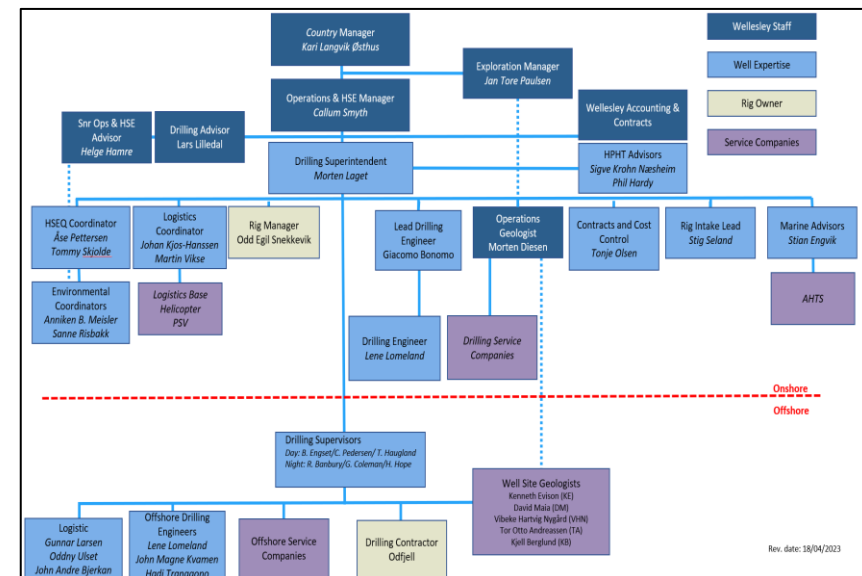 Country Manager
Kari Langvik Østhus
Wellesley Staff
Exploration Manager
Jan Tore Paulsen
Well Expertise
Operations & HSE Manager
Callum Smyth
Rig Owner
Snr Ops & HSE
Advisor
Helge Hamre
Drilling Advisor
Lars Lilledal
Wellesley Accounting &
Contracts
Service Companies
Drilling Superintendent
Morten Laget
HPHT Advisors
Sigve Krohn Næsheim
Phil Hardy
HSEQ Coordinator
Åse Pettersen
Tommy Skjolde
Logistics
Coordinator
Johan Kjos-Hanssen
Martin Vikse
Rig Manager
Odd Egil Snekkevik
Lead Drilling
Engineer
Giacomo Bonomo
Operations
Geologist
Morten Diesen
Contracts and Cost
Control
Tonje Olsen
Rig Intake Lead
Stig Seland
Marine Advisors
Stian Engvik
Environmental
Coordinators
Anniken B. Meisler
Sanne Risbakk
Logistics Base
Helicopter
PSV
AHTS
Drilling Engineer
Lene Lomeland
Drilling Service
Companies
Onshore
Offshore
Drilling Supervisors
Day: B. Engset/C. Pedersen/ T. Haugland
Night: R. Banbury/G. Coleman/H. Hope
Well Site Geologists
Kenneth Evison (KE)
David Maia (DM)
Vibeke Hartvig Nygård (VHN)
Tor Otto Andreassen (TA)
Kjell Berglund (KB)
Logistic
Gunnar Larsen
Oddny Ulset
John Andre Bjerkan
Offshore Drilling
Engineers
Lene Lomeland
John Magne Kvamen
Hadi Tranggono
Offshore Service
Companies
Drilling Contractor
Odfjell
Rev. date: 18/04/2023